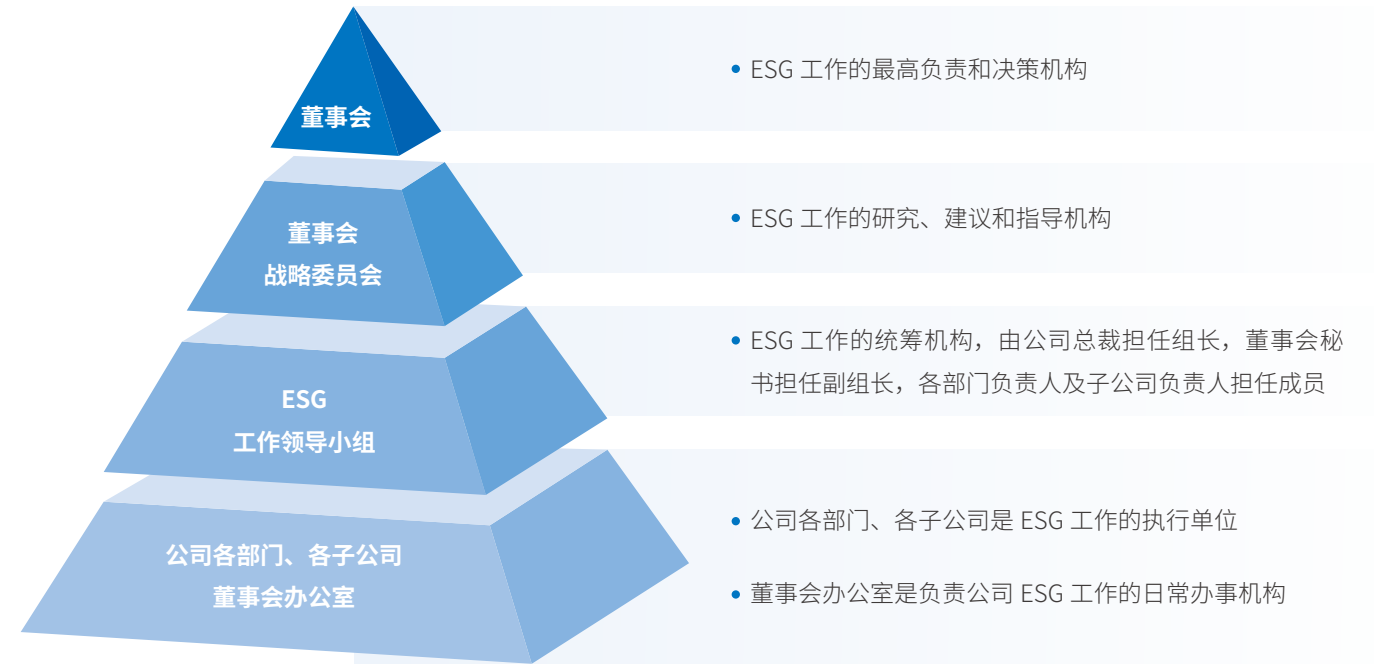 董事会
• ESG 工作的最高负责和决策机构
董事会
战略委员会
• ESG 工作的研究、建议和指导机构
ESG
工作领导小组
• ESG 工作的统筹机构，由公司总裁担任组长，董事会秘
书担任副组长，各部门负责人及子公司负责人担任成员
公司各部门、各子公司
董事会办公室
• 公司各部门、各子公司是 ESG 工作的执行单位
• 董事会办公室是负责公司 ESG 工作的日常办事机构